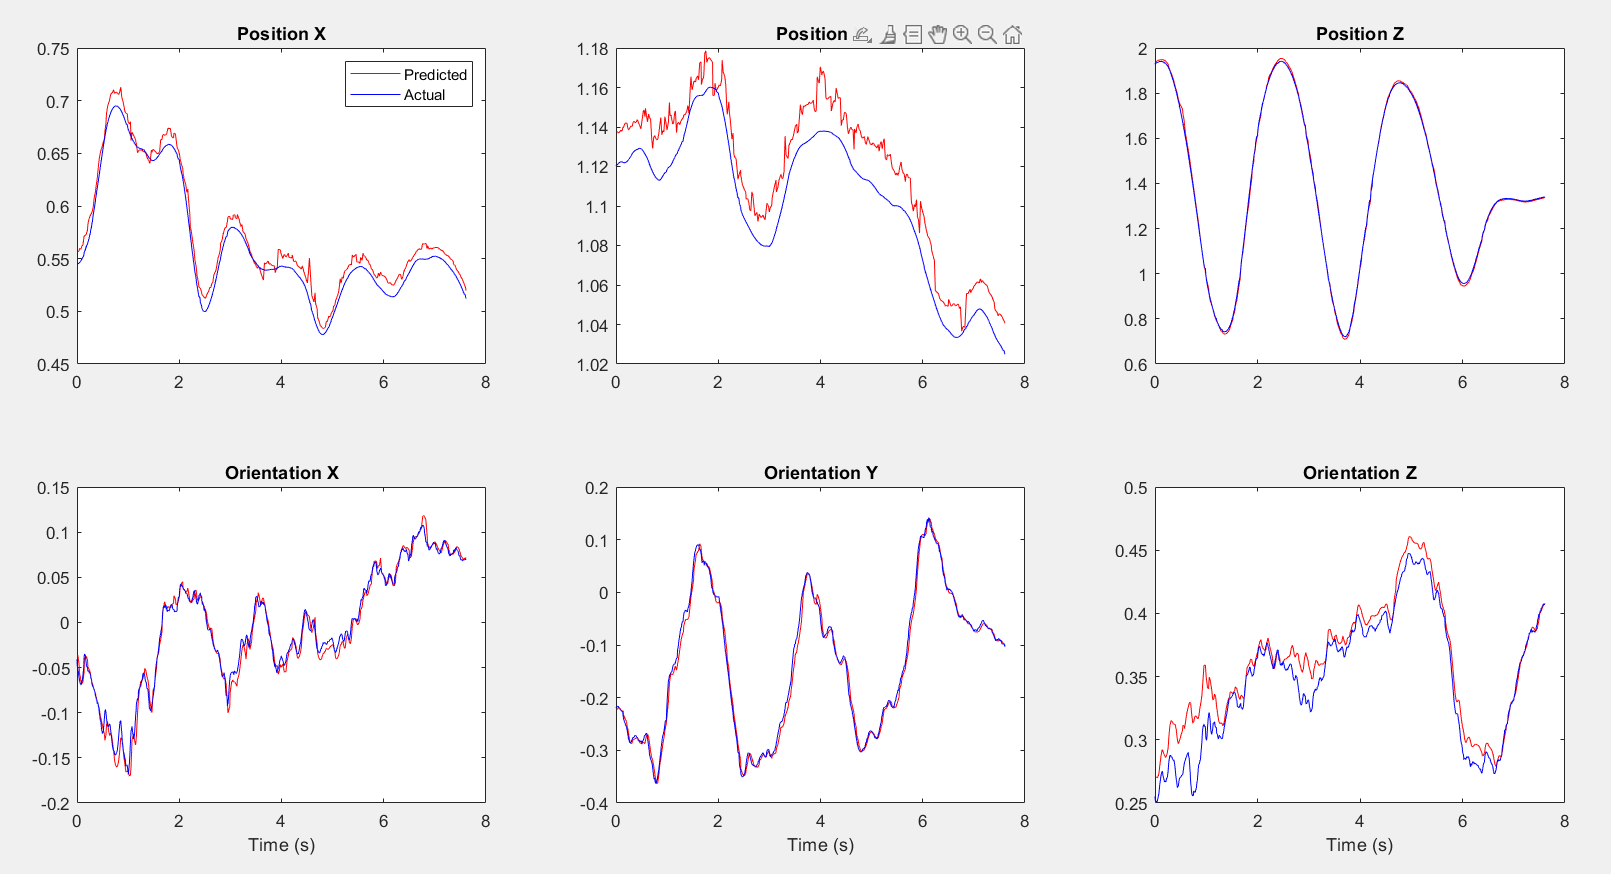 Position X
0.75
0.7
0.65
0.6
0.55
0.5
0.45
0 2 4 6 8
Predicted
Actual
Position
1.18
1.16
1.14
1.12
1.1
1.08
1.06
1.04
1.02
0 2 4 6 8
Position Z
2
1.8
1.6
1.4
1.2
1
0.8
0.6
0 2 4 6 8
Orientation X
0.15
0.1
0.05
0
-0.05
-0.1
-0.15
-0.2
0 2 4 6 8
Time (s)
Orientation Y
0.2
0.1
0
-0.1
-0.2
-0.3
-0.4
0 2 4 6 8
Time (s)
Orientation Z
0.5
0.45
0.4
0.35
0.3
0.25
0 2 4 6 8
Time (s)